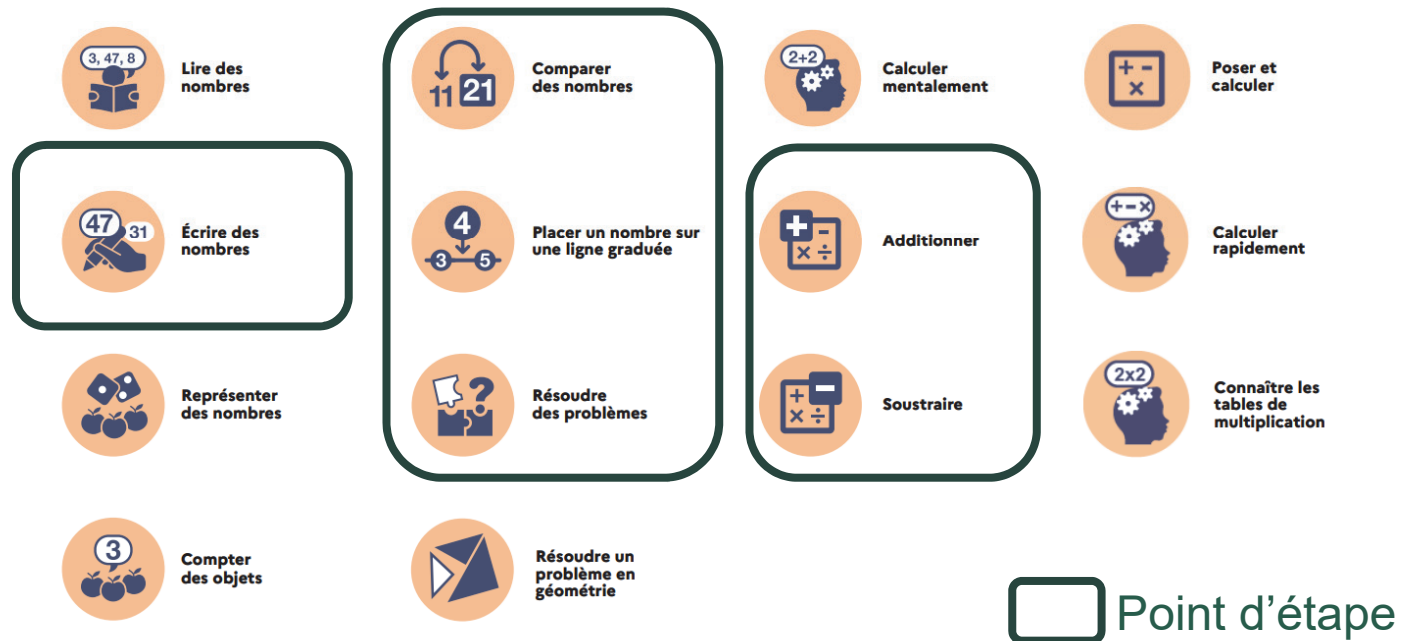 3, 47, 8
Lire des
nombres
11 21
Comparer
des nombres
2+2
Calculer
mentalement
+ -
×
Poser et
calculer
47 31
Écrire des
nombres
4
3 5
Placer un nombre sur
une ligne graduée
+ -
× ÷
Additionner
+-×
Calculer
rapidement
Représenter
des nombres
?
Résoudre
des problèmes
+ -
× ÷
Soustraire
2x2
Connaître les
tables de
multiplication
3
Compter
des objets
Résoudre un
problème en
géométrie
Point d’étape